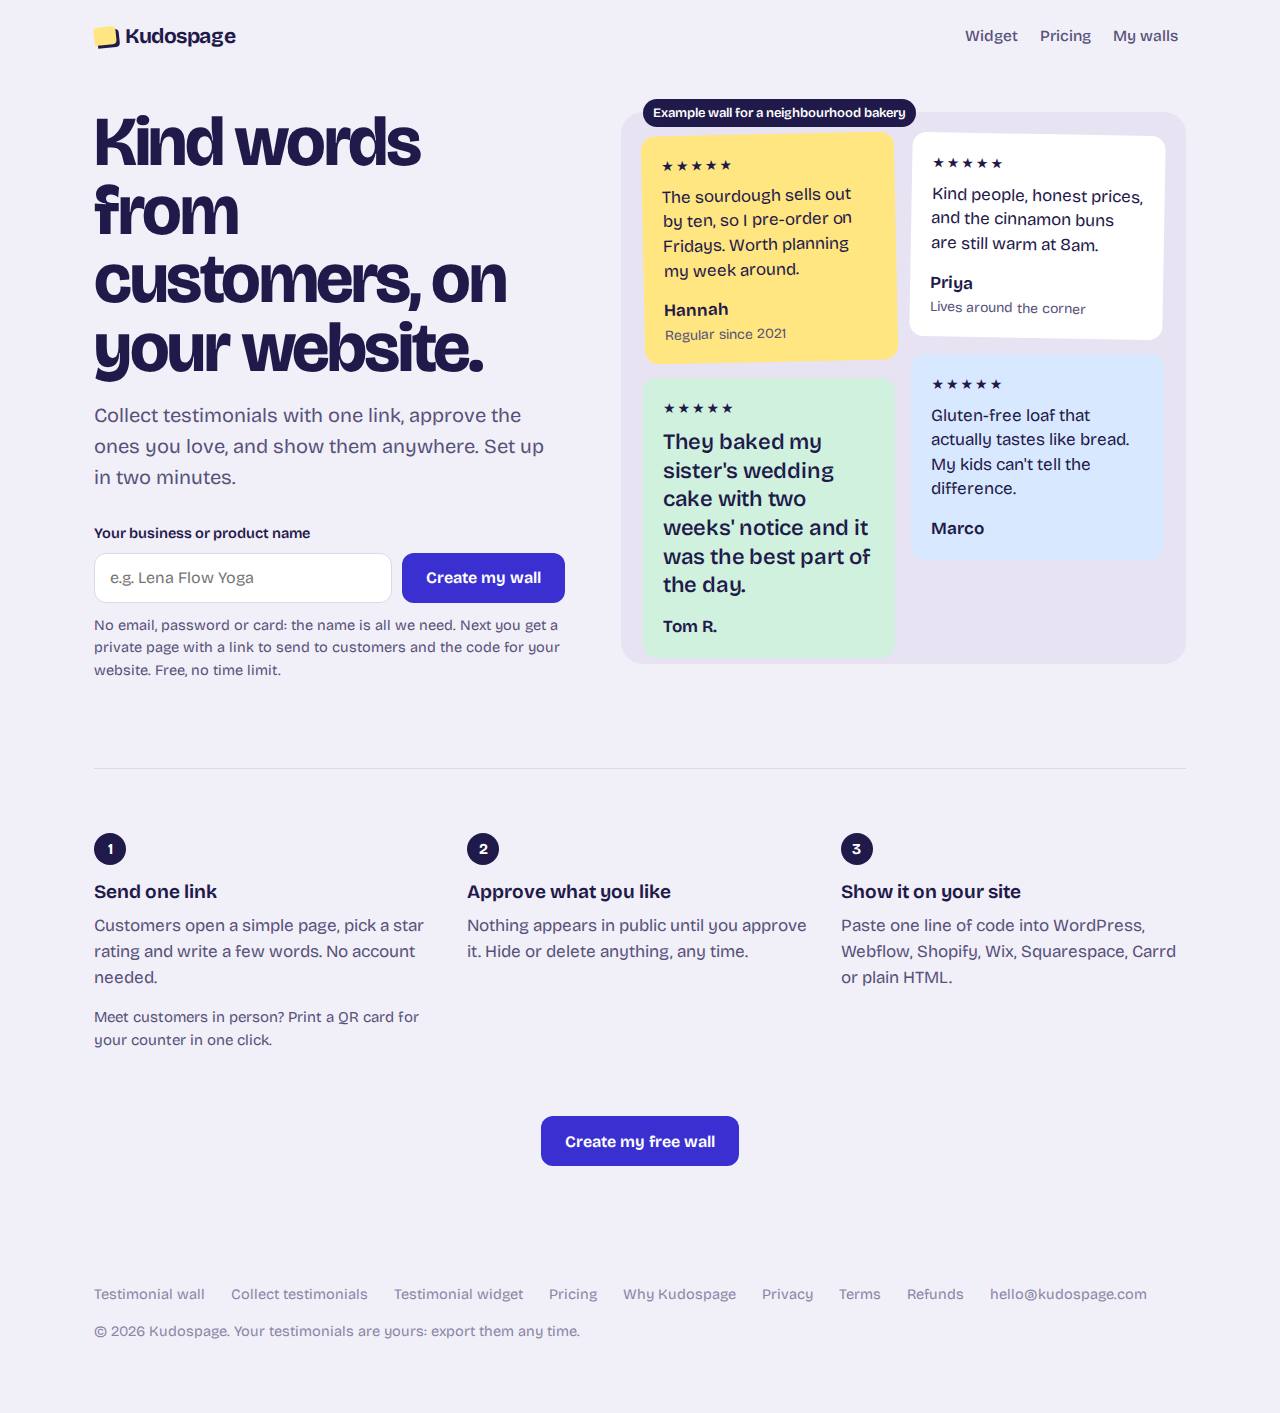 Kudospage
Widget
Pricing
My walls
Kind words
from
customers, on
your website.
Collect testimonials with one link, approve the
ones you love, and show them anywhere. Set up
in two minutes.
Your business or product name
e.g. Lena Flow Yoga
Create my wall
No email, password or card: the name is all we need. Next you get a
private page with a link to send to customers and the code for your
website. Free, no time limit.
Example wall for a neighbourhood bakery
★★★★★
The sourdough sells out
by ten, so I pre-order on
Fridays. Worth planning
my week around.
Hannah
Regular since 2021
★★★★★
Kind people, honest prices,
and the cinnamon buns
are still warm at 8am.
Priya
Lives around the corner
★★★★★
They baked my
sister's wedding
cake with two
weeks' notice and it
was the best part of
the day.
Tom R.
★★★★★
Gluten-free loaf that
actually tastes like bread.
My kids can't tell the
difference.
Marco
1
Send one link
Customers open a simple page, pick a star
rating and write a few words. No account
needed.
Meet customers in person? Print a QR card for
your counter in one click.
2
Approve what you like
Nothing appears in public until you approve
it. Hide or delete anything, any time.
3
Show it on your site
Paste one line of code into WordPress,
Webflow, Shopify, Wix, Squarespace, Carrd
or plain HTML.
Create my free wall
Testimonial wall
Collect testimonials
Testimonial widget
Pricing
Why Kudospage
Privacy
Terms
Refunds
hello@kudospage.com
© 2026 Kudospage. Your testimonials are yours: export them any time.